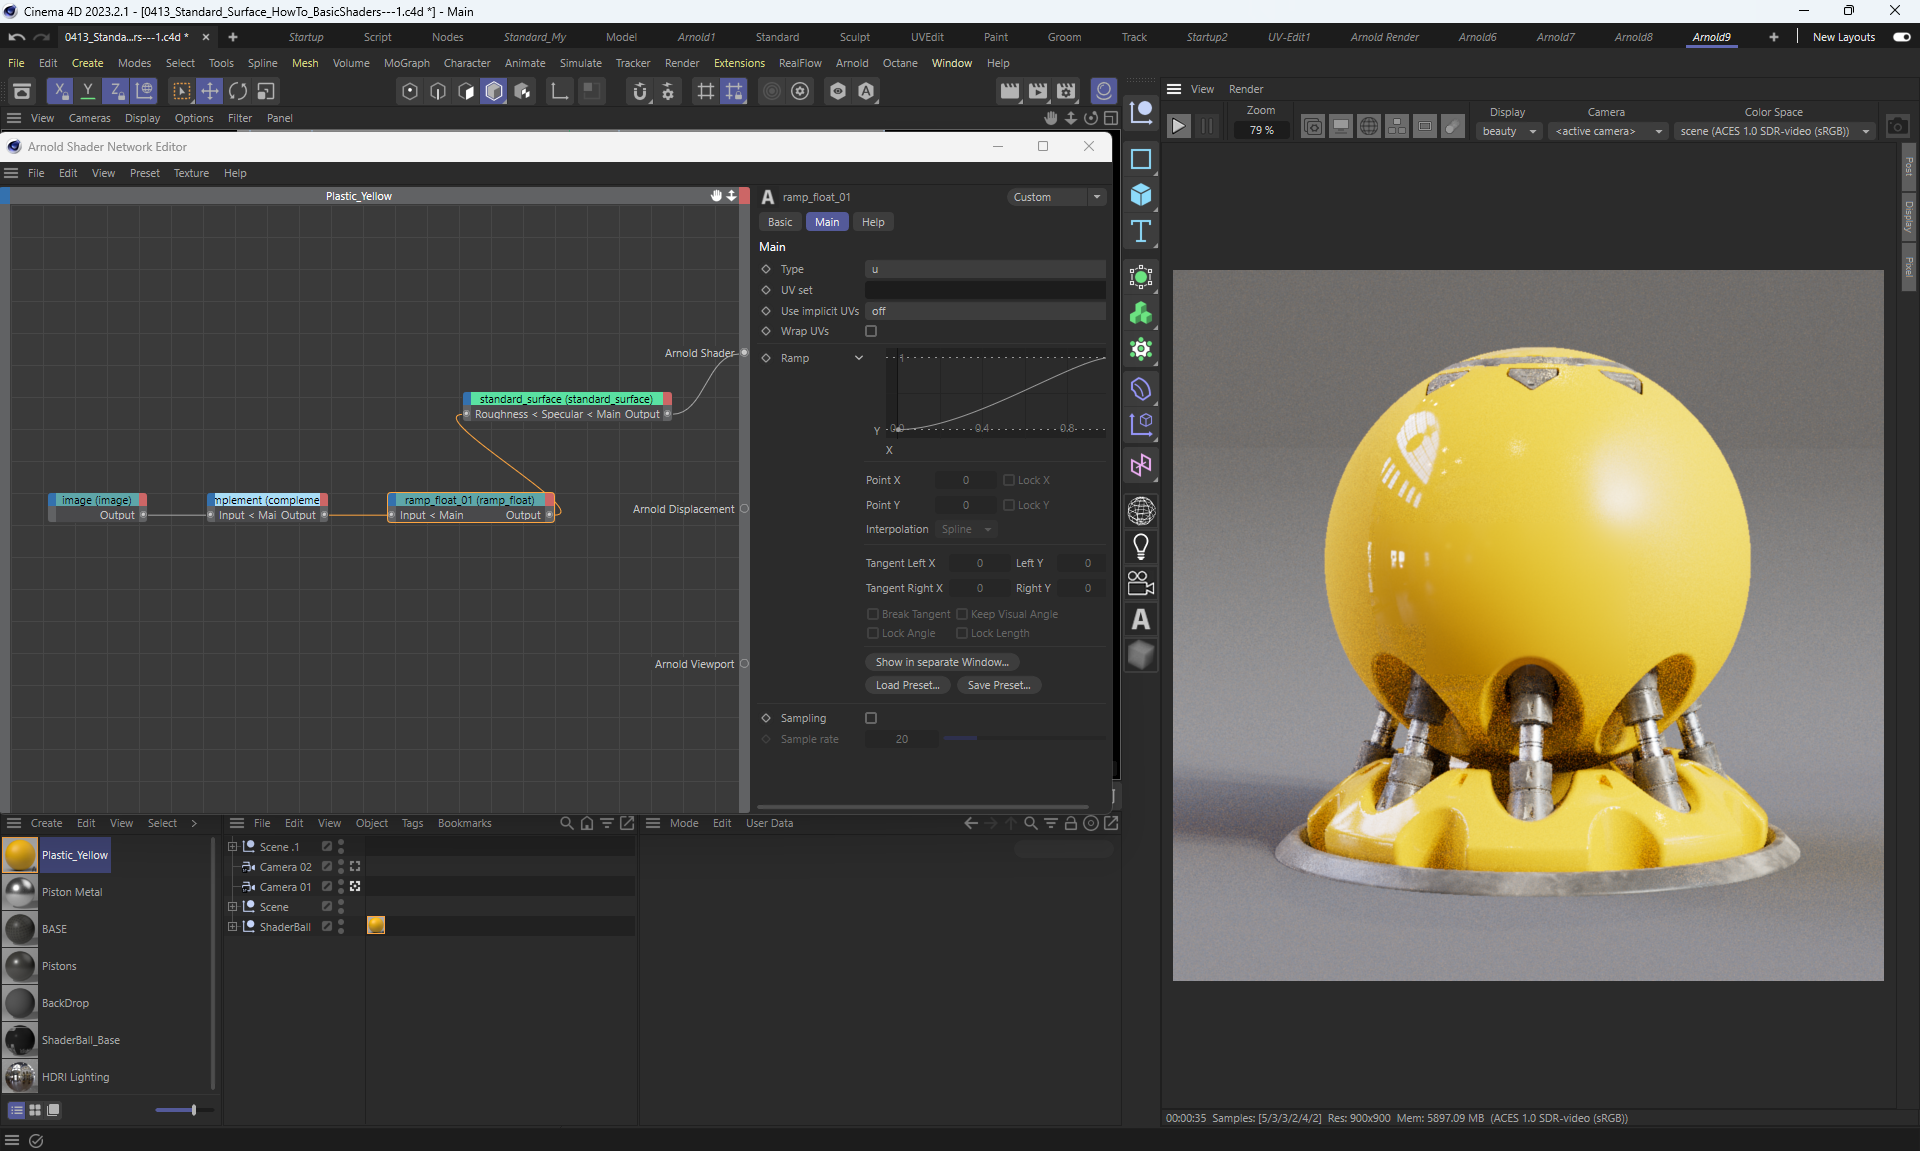 Cinema 4D 2023.2.1 - [0413_Standard_Surface_HowTo_BasicShaders---1.c4d *] - Main
0413_Standa...rs---1.c4d *
Startup
Script
Nodes
Standard_My
Model
Arnold1
Standard
Sculpt
UVEdit
Paint
Groom
Track
Startup2
UV-Edit1
Arnold Render
Arnold6
Arnold7
Arnold8
Arnold9
New Layouts
File Edit Create Modes Select Tools Spline Mesh Volume MoGraph Character Animate Simulate Tracker Render Extensions RealFlow Arnold Octane Window Help
X
Y
Z
View Cameras Display Options Filter Panel
View Render
Zoom
79 %
Display
beauty
Camera
<active camera>
Color Space
scene (ACES 1.0 SDR-video (sRGB))
Post
Display
Pixel
Arnold Shader Network Editor
File Edit View Preset Texture Help
Plastic_Yellow
Arnold Shader
standard_surface (standard_surface)
Roughness < Specular < Main Output
image (image)
Output
mplement (compleme
Input < Mai Output
ramp_float_01 (ramp_float)
Input < Main Output
Arnold Displacement
Arnold Viewport
A ramp_float_01
Custom
Basic Main Help
Main
Type u
UV set
Use implicit UVs off
Wrap UVs
Ramp
1
Y 0.0 0.4 0.8
X
Point X 0 Lock X
Point Y 0 Lock Y
Interpolation Spline
Tangent Left X 0 Left Y 0
Tangent Right X 0 Right Y 0
Break Tangent Keep Visual Angle
Lock Angle Lock Length
Show in separate Window...
Load Preset... Save Preset...
Sampling
Sample rate 20
Create Edit View Select >
Plastic_Yellow
Piston Metal
BASE
Pistons
BackDrop
ShaderBall_Base
HDRI Lighting
File Edit View Object Tags Bookmarks
Scene .1
Camera 02
Camera 01
Scene
ShaderBall
Mode Edit User Data
00:00:35 Samples: [5/3/3/2/4/2] Res: 900x900 Mem: 5897.09 MB (ACES 1.0 SDR-video (sRGB))